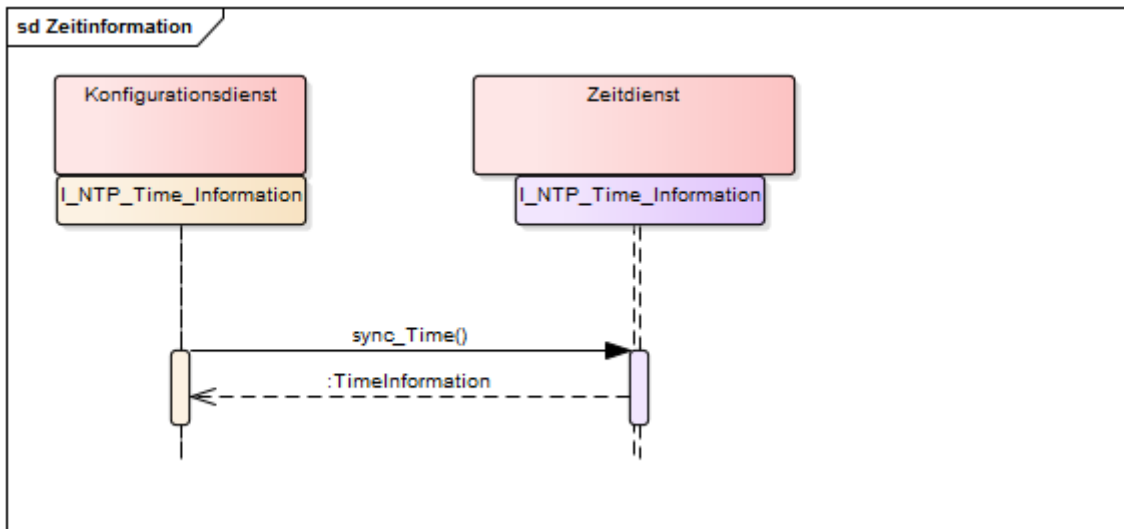 sd Zeitinformation
Konfigurationsdienst
Zeitdienst
I_NTP_Time_Information
I_NTP_Time_Information
sync_Time()
:TimeInformation